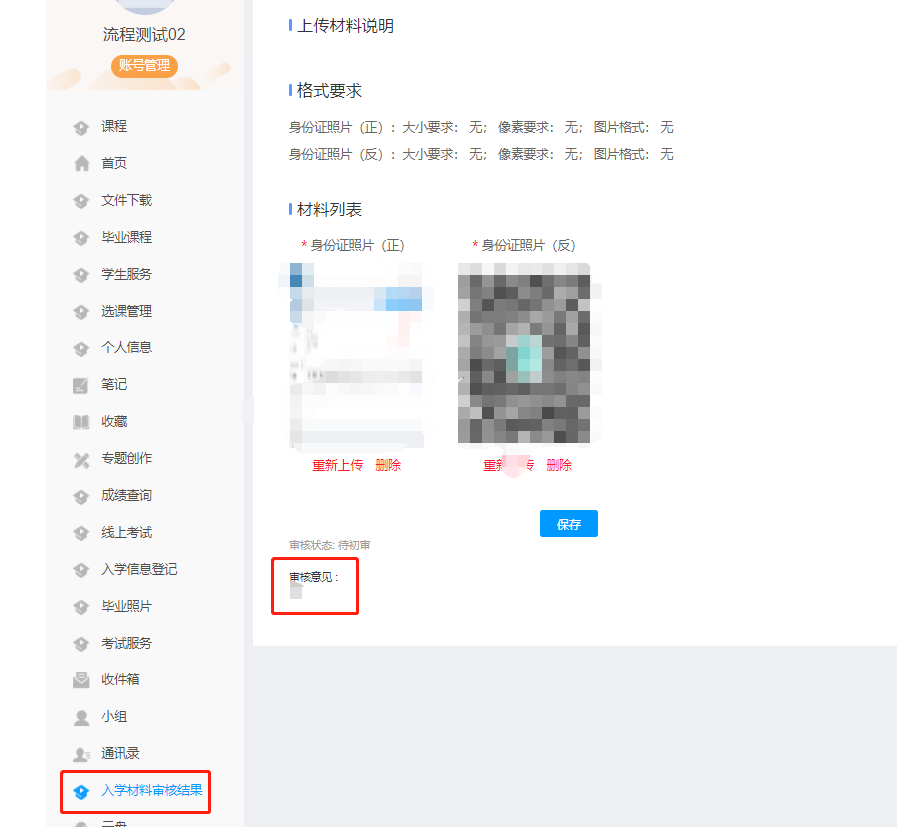 流程测试02
账号管理
课程
首页
文件下载
毕业课程
学生服务
选课管理
个人信息
笔记
收藏
专题创作
成绩查询
线上考试
入学信息登记
毕业照片
考试服务
收件箱
小组
通讯录
入学材料审核结果
上传材料说明
格式要求
身份证照片（正）：大小要求： 无; 像素要求： 无; 图片格式： 无
身份证照片（反）：大小要求： 无; 像素要求： 无; 图片格式： 无
材料列表
* 身份证照片（正） * 身份证照片（反）
重新上传 删除 重新 传 删除
保存
审核状态: 待初审
审核意见 :